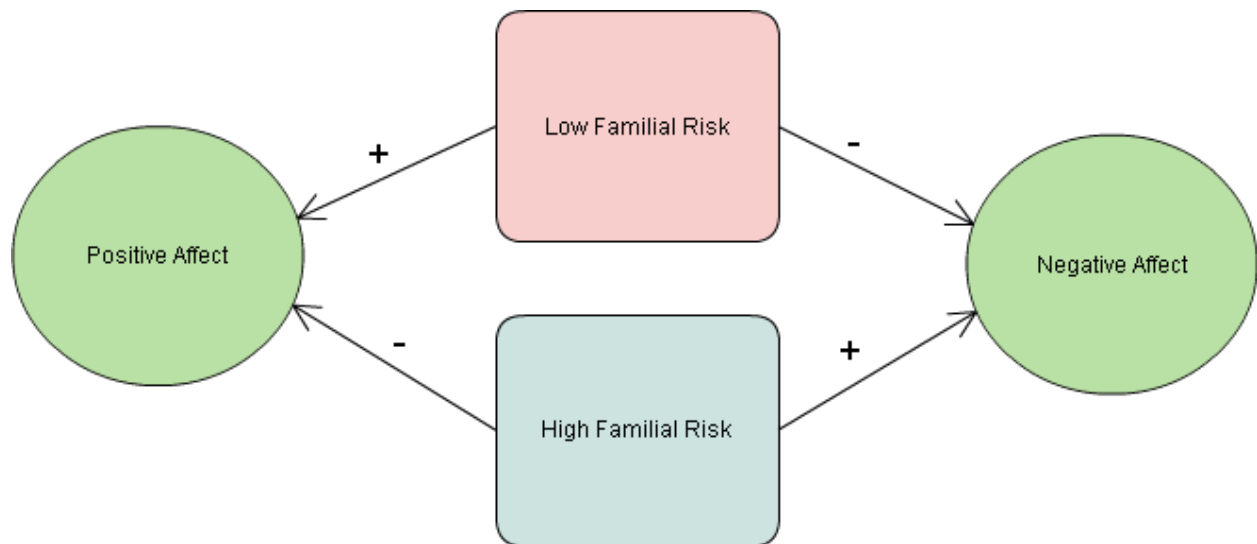 Low Familial Risk
+
-
Positive Affect
Negative Affect
-
+
High Familial Risk